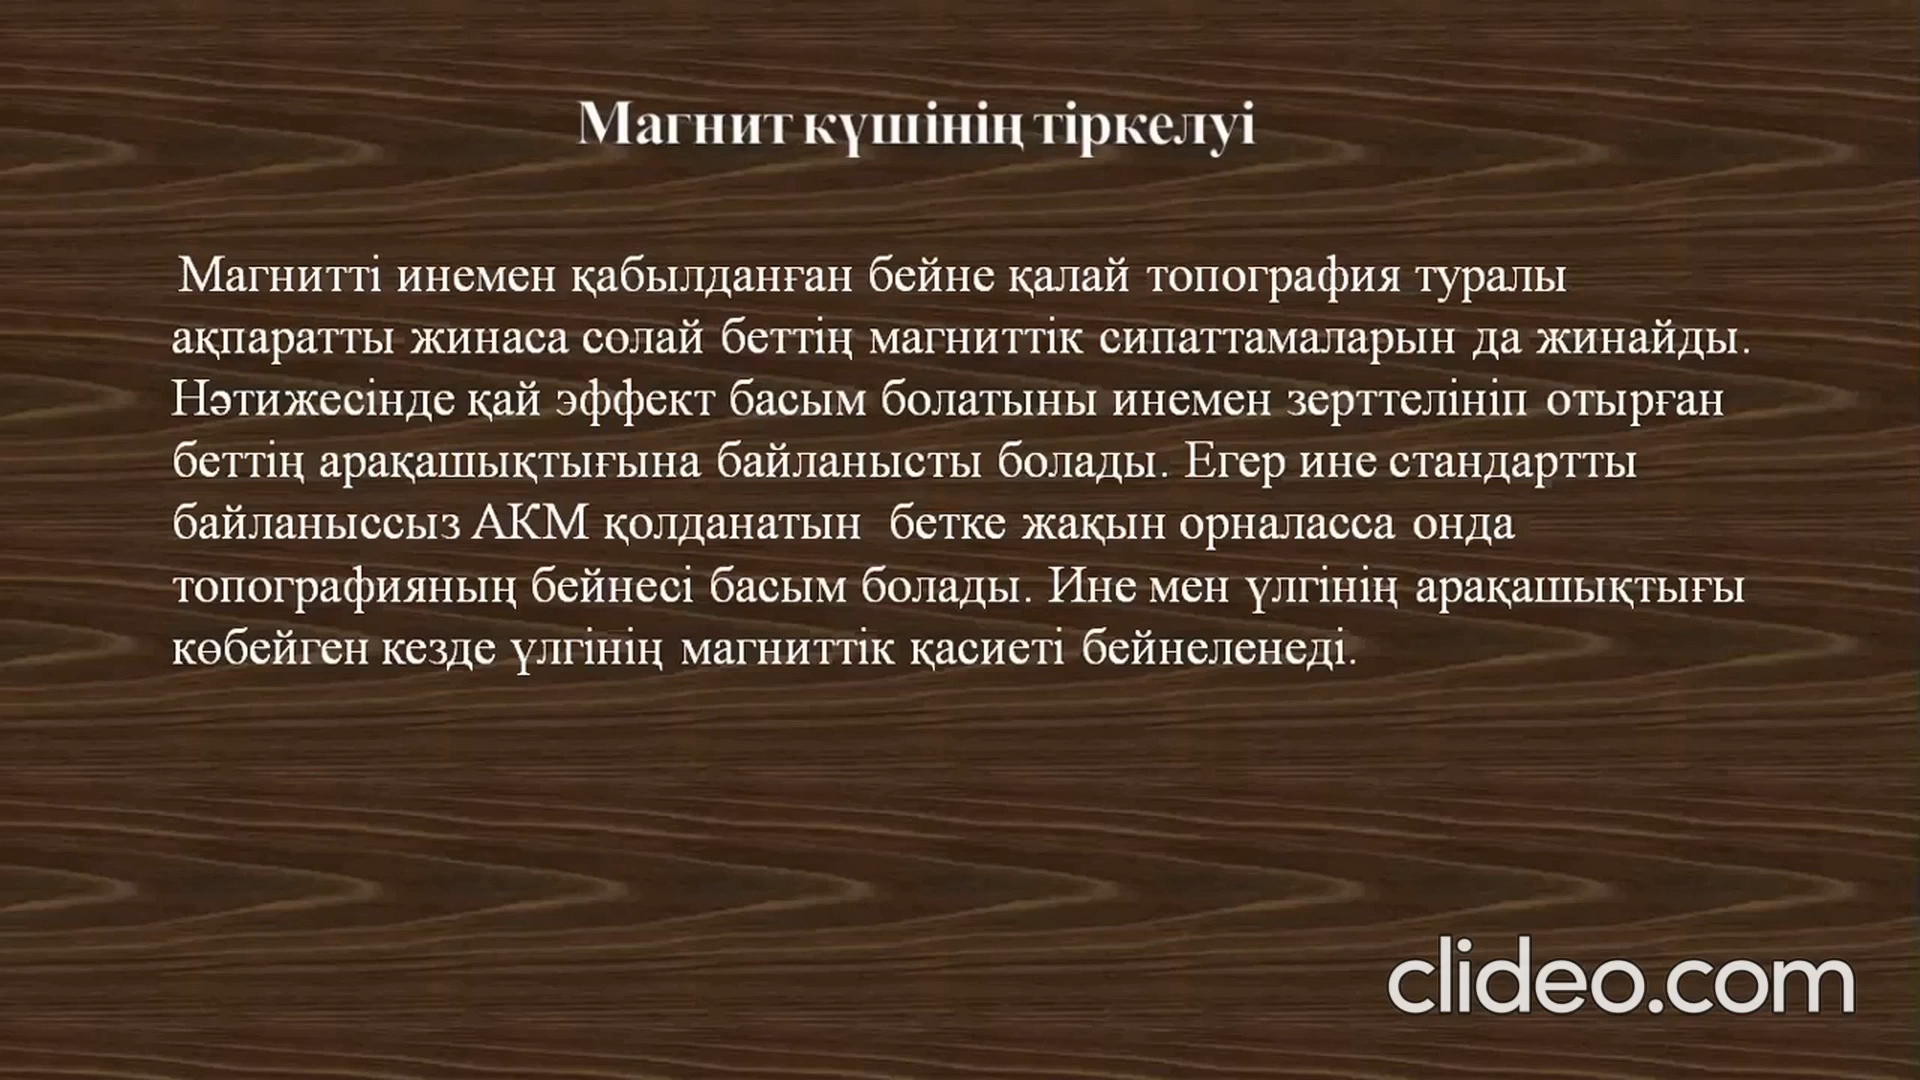 Магнит күшінің тіркелуі
Магнитті инемен қабылданған бейне қалай топография туралы
ақпаратты жинаса солай беттің магниттік сипаттамаларын да жинайды.
Нәтижесінде қай эффект басым болатыны инемен зерттелініп отырған
беттің арақашықтығына байланысты болады. Егер ине стандартты
байланыссыз АКМ қолданатын бетке жақын орналасса онда
топографияның бейнесі басым болады. Ине мен үлгінің арақашықтығы
көбейген кезде үлгінің магниттік қасиеті бейнеленеді.
clideo.com